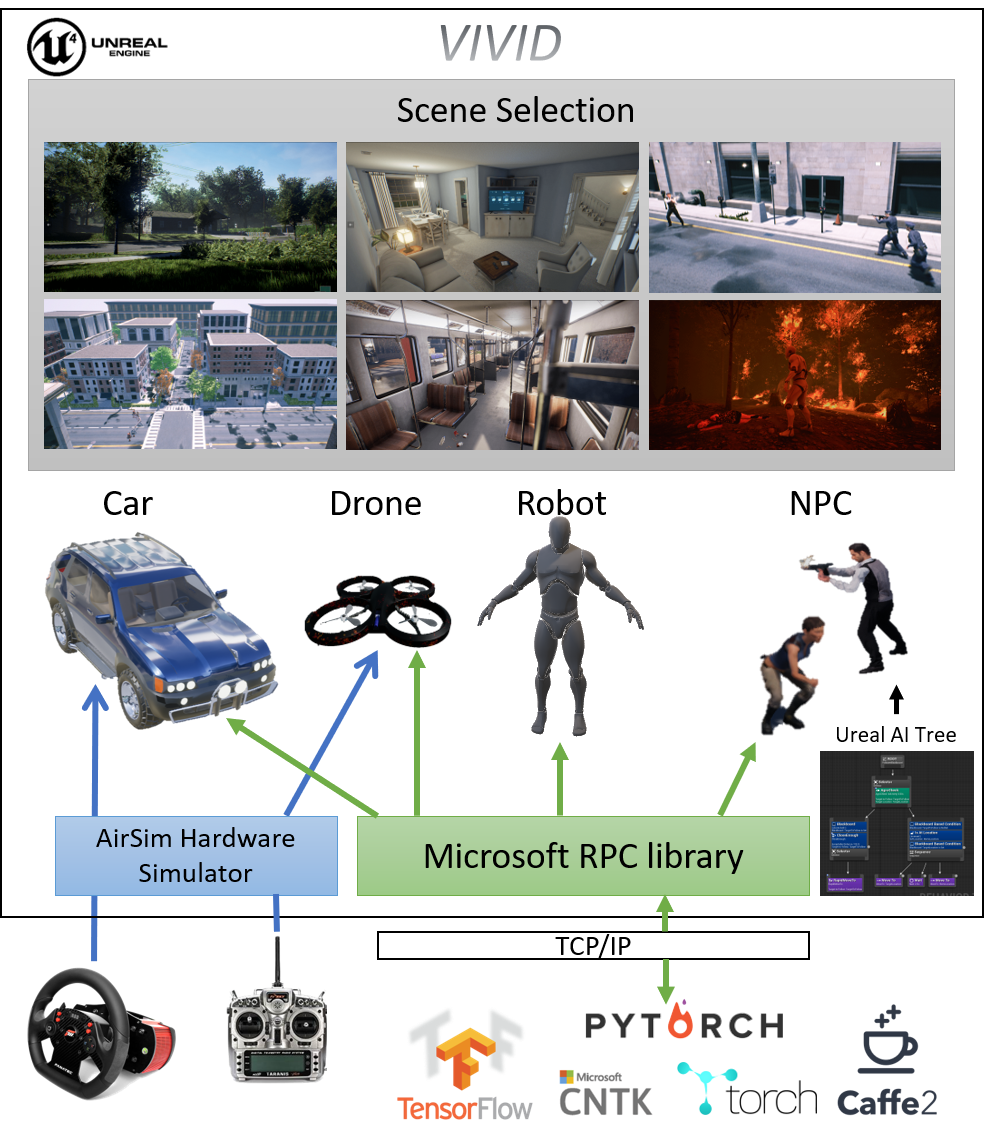 UNREAL
ENGINE
VIVID
Scene Selection
Car
Drone
Robot
NPC
Ureal AI Tree
AirSim Hardware
Simulator
Microsoft RPC library
TCP/IP
TARANIS
PYTORCH
TensorFlow
Microsoft
CNTK
torch
Caffe2